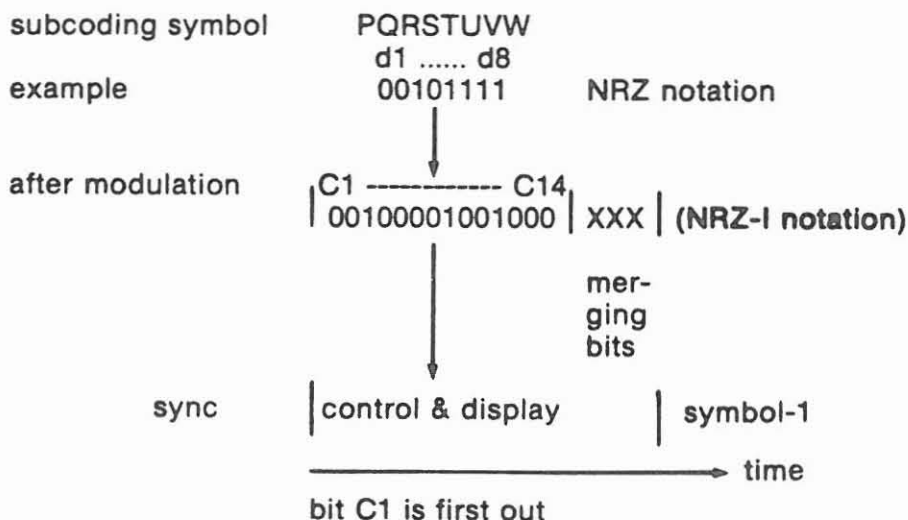 subcoding symbol PQRSTUVW
d1 ...... d8
example 00101111 NRZ notation
after modulation C1 ------------ C14
00100001001000 XXX (NRZ-I notation)
mer-
ging
bits
sync control & display symbol-1
time
bit C1 is first out